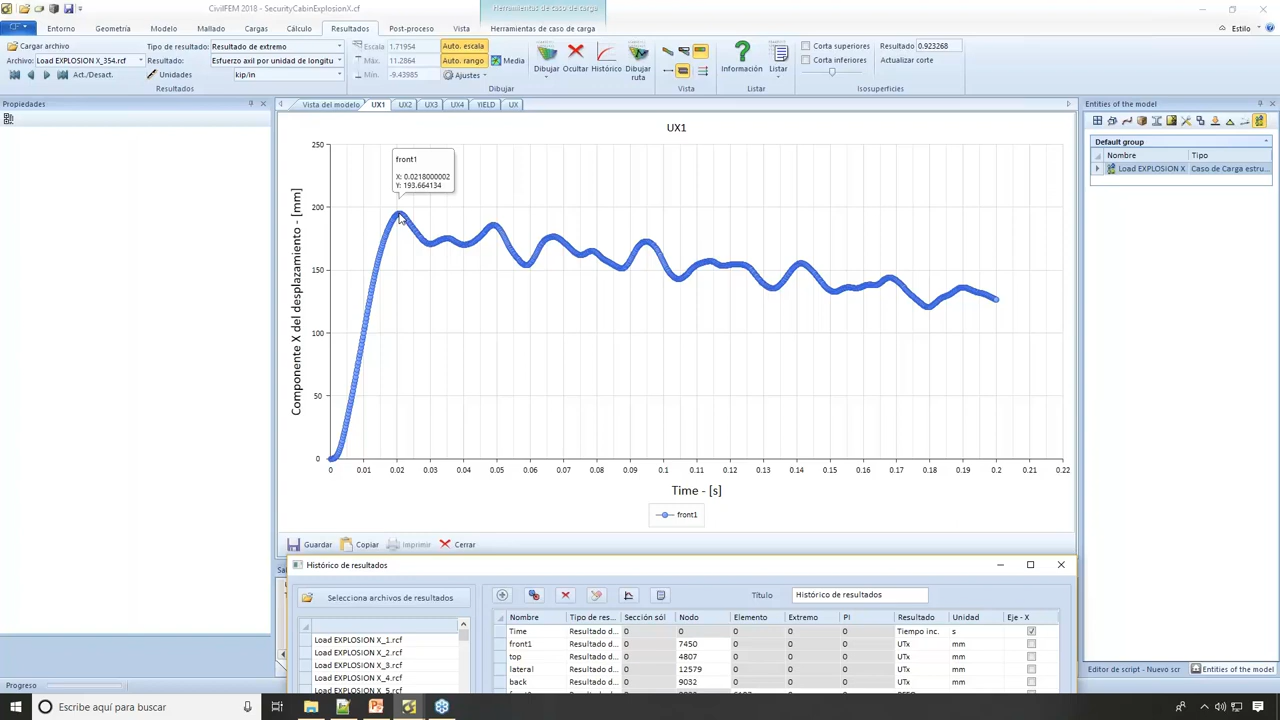 CivilFEM 2018 - SecurityCabinExplosionX.cf
Herramientas de caso de carga
CF
Entorno
Geometría
Modelo
Mallado
Cargas
Cálculo
Resultados
Post-proceso
Vista
Herramientas de caso de carga
Estilo
Cargar archivo
Tipo de resultado:
Resultado de extremo
Escala
1.71954
Auto. escala
Corta superiores
Resultado
0.923268
Archivo:
Load EXPLOSION X_354.rcf
Resultado:
Esfuerzo axil por unidad de longitu
Máx.
11.2864
Auto. rango
Media
Dibujar
Ocultar
Histórico
Dibujar
ruta
Información
Listar
Corta inferiores
Actualizar corte
Act./Desact.
Unidades
kip/in
Mín.
-9.43985
Ajustes
Resultados
Dibujar
Vista
Listar
Isosuperficies
Propiedades
Vista del modelo
UX1
UX2
UX3
UX4
YIELD
UX
Entities of the model
Default group
Nombre
Tipo
Load EXPLOSION X
Caso de Carga estru...
UX1
front1
X: 0.0218000002
Y: 193.664134
Componente X del desplazamiento - [mm]
250
200
150
100
50
0
0 0.01 0.02 0.03 0.04 0.05 0.06 0.07 0.08 0.09 0.1 0.11 0.12 0.13 0.14 0.15 0.16 0.17 0.18 0.19 0.2 0.21 0.22
Time - [s]
front1
Guardar
Copiar
Imprimir
Cerrar
Histórico de resultados
Selecciona archivos de resultados
Título
Histórico de resultados
Load EXPLOSION X_1.rcf
Load EXPLOSION X_2.rcf
Load EXPLOSION X_3.rcf
Load EXPLOSION X_4.rcf
Load EXPLOSION X_5.rcf
Nombre Tipo de res... Sección sól Nodo Elemento Extremo PI Resultado Unidad Eje - X
Time Resultado d... 0 0 0 0 0 Tiempo inc. s
front1 Resultado d... 0 7450 0 0 0 UTx mm
top Resultado d... 0 4807 0 0 0 UTx mm
lateral Resultado d... 0 12579 0 0 0 UTx mm
back Resultado d... 0 9032 0 0 0 UTx mm
Editor de script - Nuevo scr
Entities of the model
Progreso
Escribe aquí para buscar